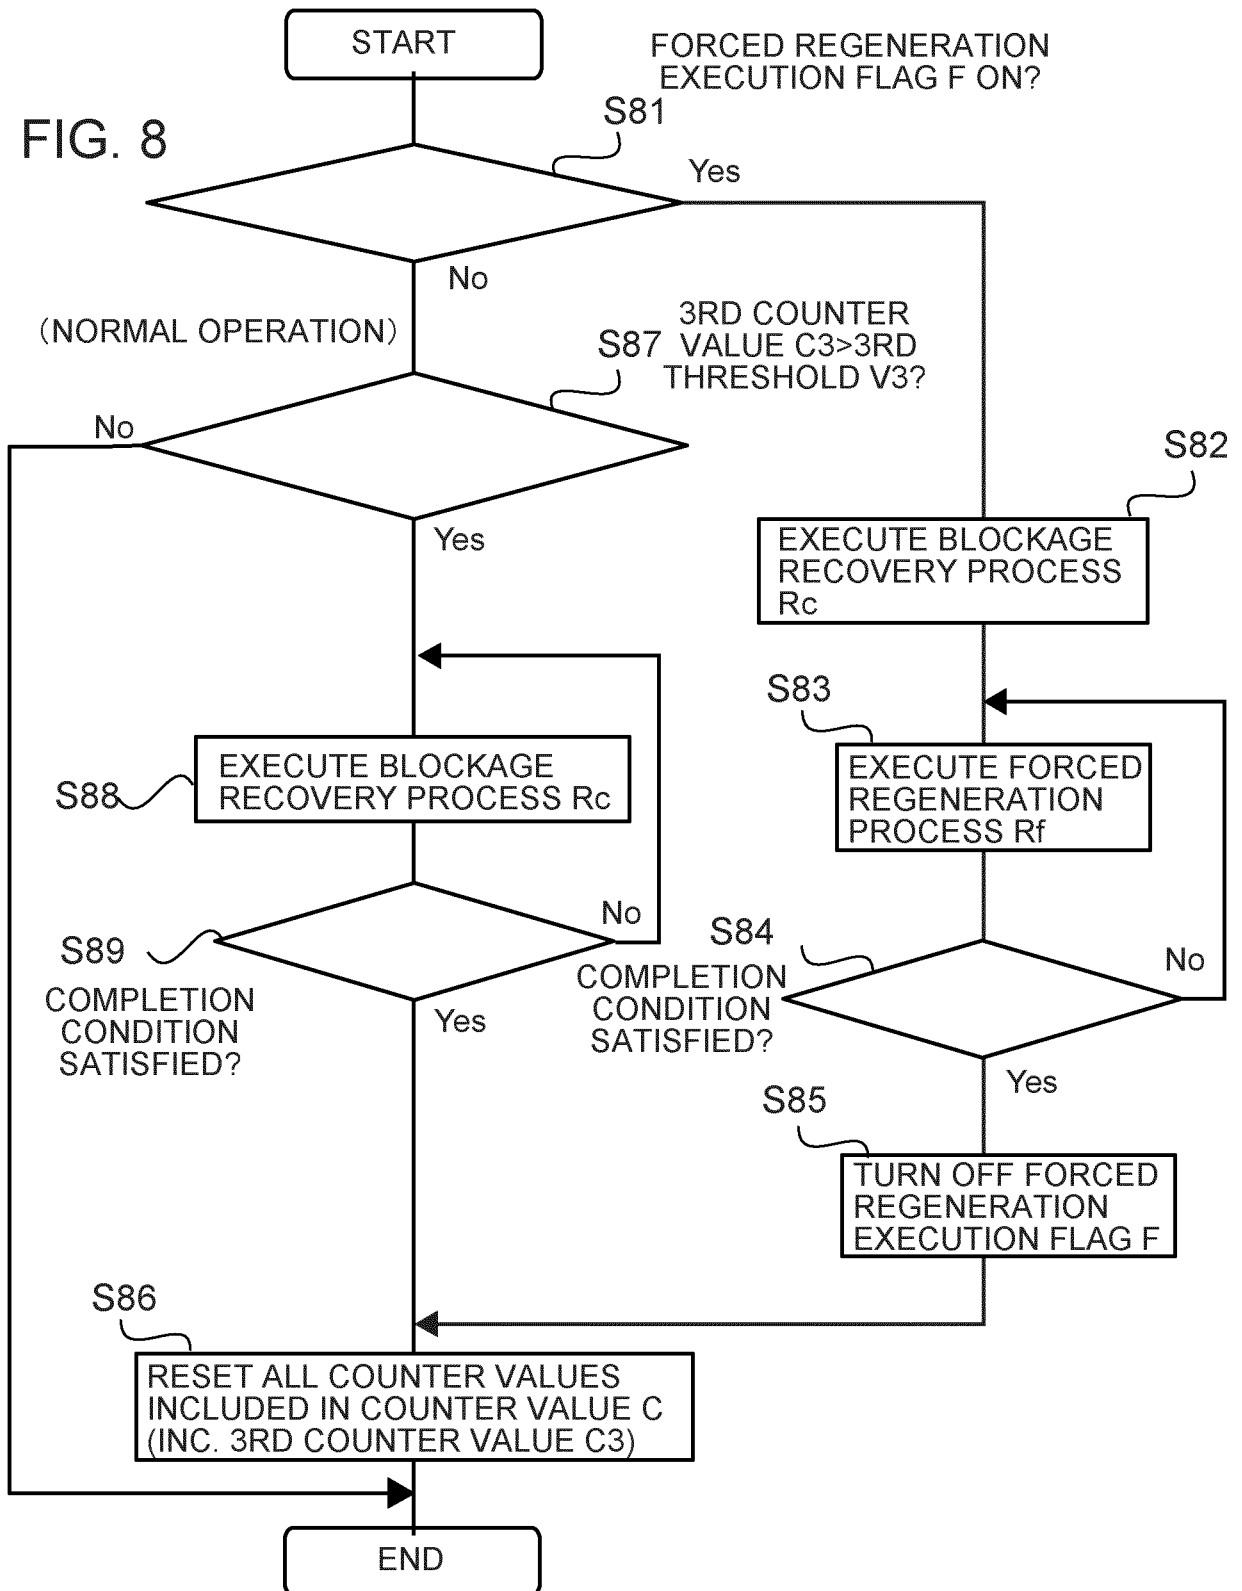 START
FORCED REGENERATION
EXECUTION FLAG F ON?
FIG. 8
S81
Yes
No
(NORMAL OPERATION)
S87
3RD COUNTER
VALUE C3>3RD
THRESHOLD V3?
No
Yes
S82
EXECUTE BLOCKAGE
RECOVERY PROCESS
Rc
S83
EXECUTE FORCED
REGENERATION
PROCESS Rf
S88
EXECUTE BLOCKAGE
RECOVERY PROCESS Rc
S89
No
COMPLETION
CONDITION
SATISFIED?
Yes
S84
No
COMPLETION
CONDITION
SATISFIED?
Yes
S85
TURN OFF FORCED
REGENERATION
EXECUTION FLAG F
S86
RESET ALL COUNTER VALUES
INCLUDED IN COUNTER VALUE C
(INC. 3RD COUNTER VALUE C3)
END